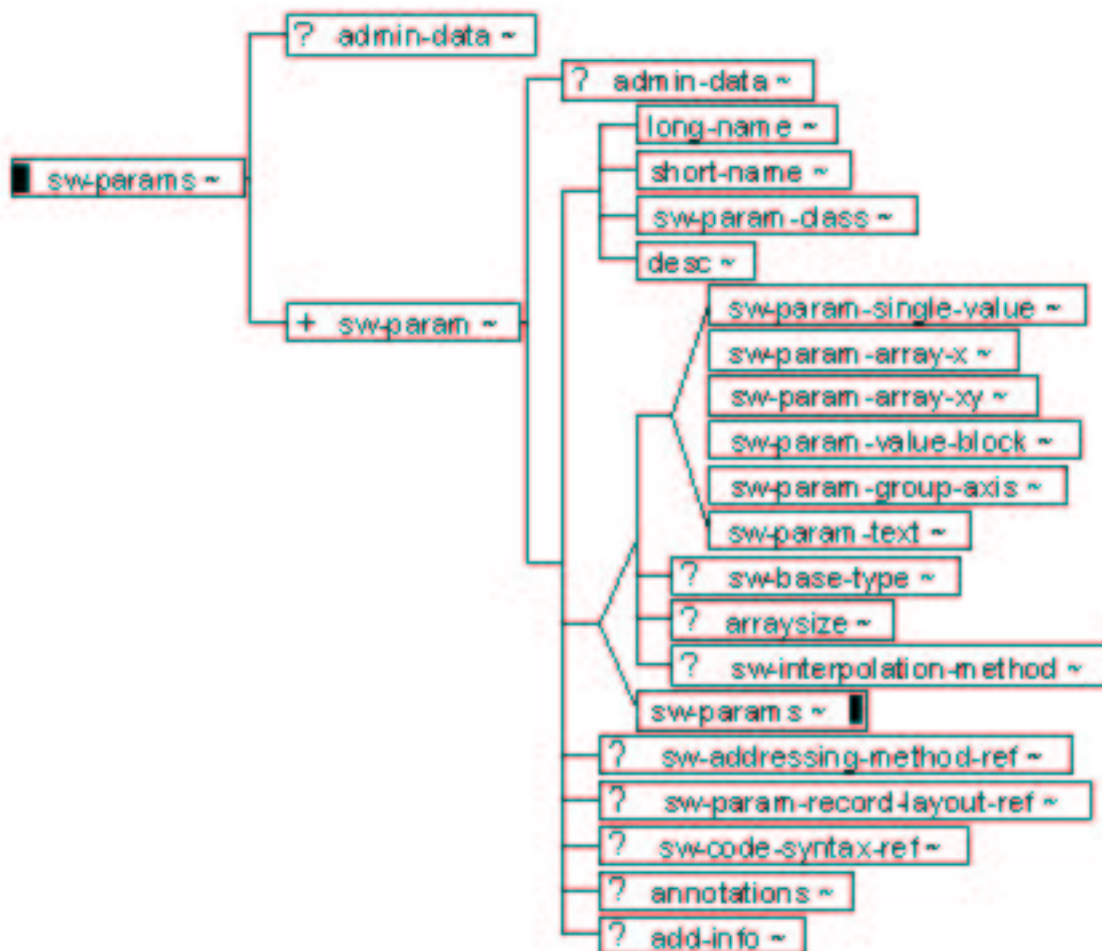 ? admin-data ~
? admin-data ~
long-name ~
sw-params ~
short-name ~
sw-param-class ~
desc ~
sw-param-single-value ~
+ sw-param ~
sw-param-array-x ~
sw-param-array-xy ~
sw-param-value-block ~
sw-param-group-axis ~
sw-param-text ~
? sw-base-type ~
? arraysize ~
? sw-interpolation-method ~
sw-params ~
? sw-addressing-method-ref ~
? sw-param-record-layout-ref ~
? sw-code-syntax-ref ~
? annotations ~
? add-info ~